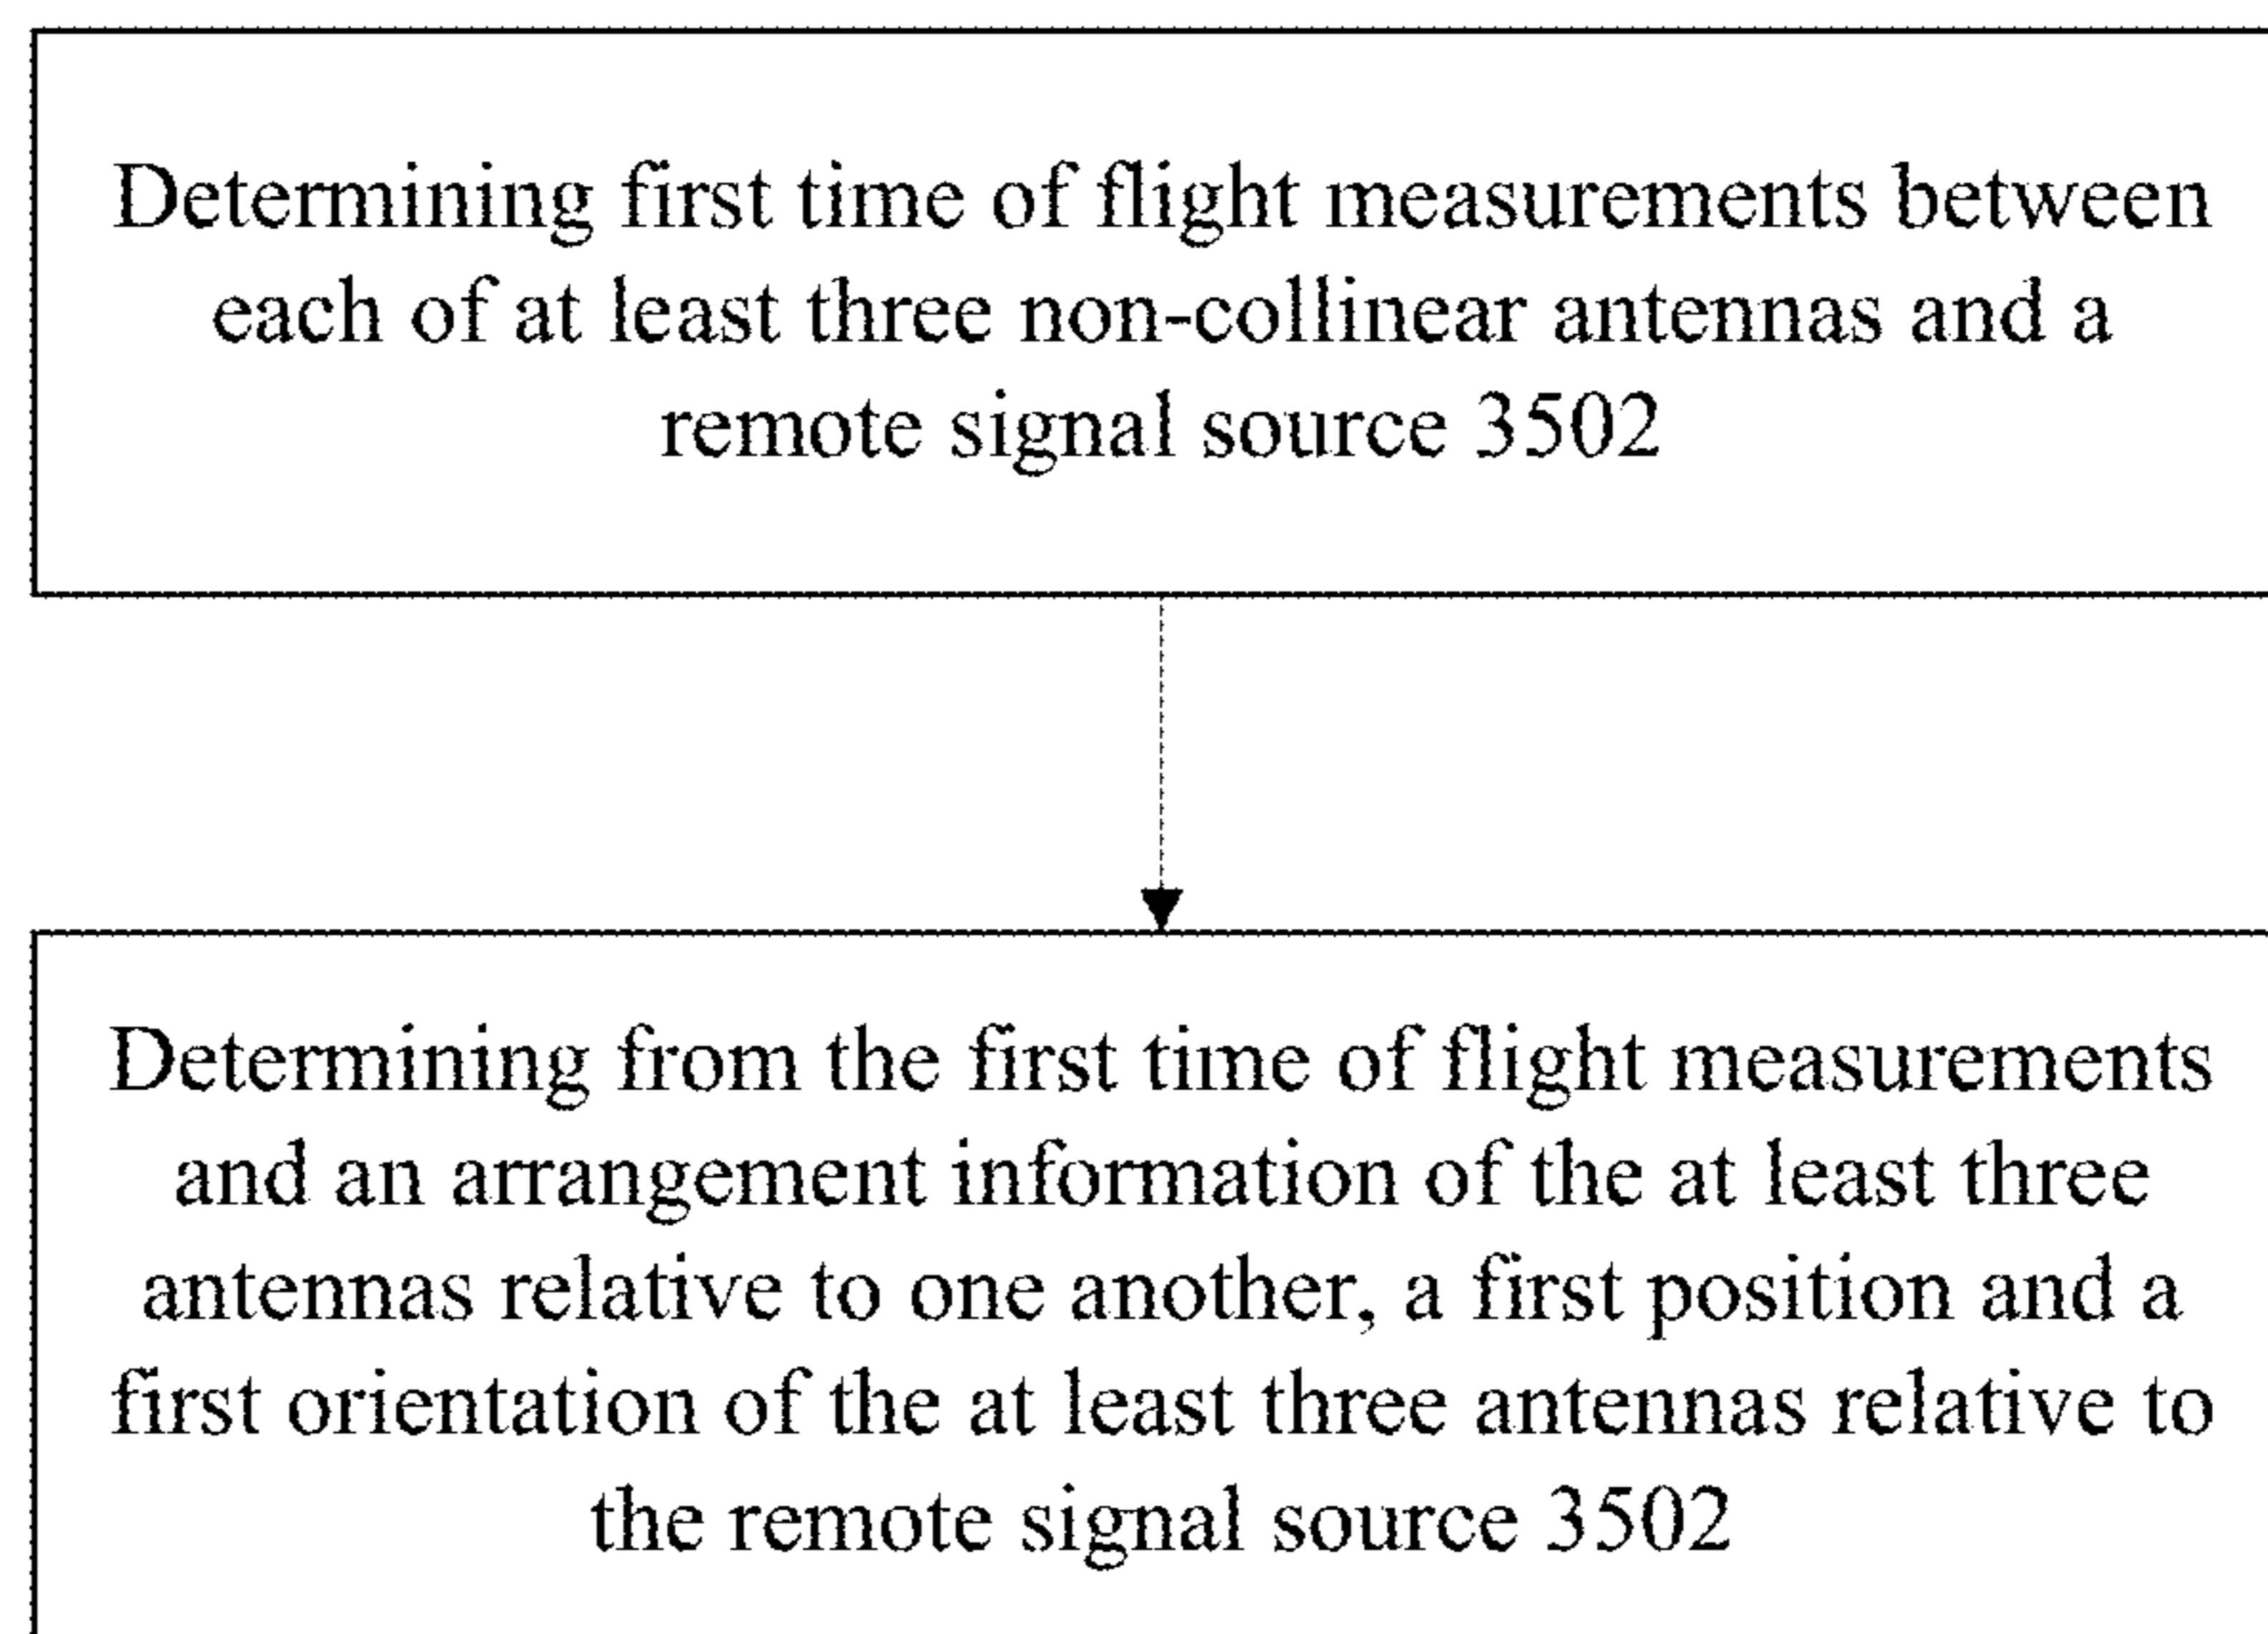 Determining first time of flight measurements between
each of at least three non-collinear antennas and a
remote signal source 3502
Determining from the first time of flight measurements
and an arrangement information of the at least three
antennas relative to one another, a first position and a
first orientation of the at least three antennas relative to
the remote signal source 3502